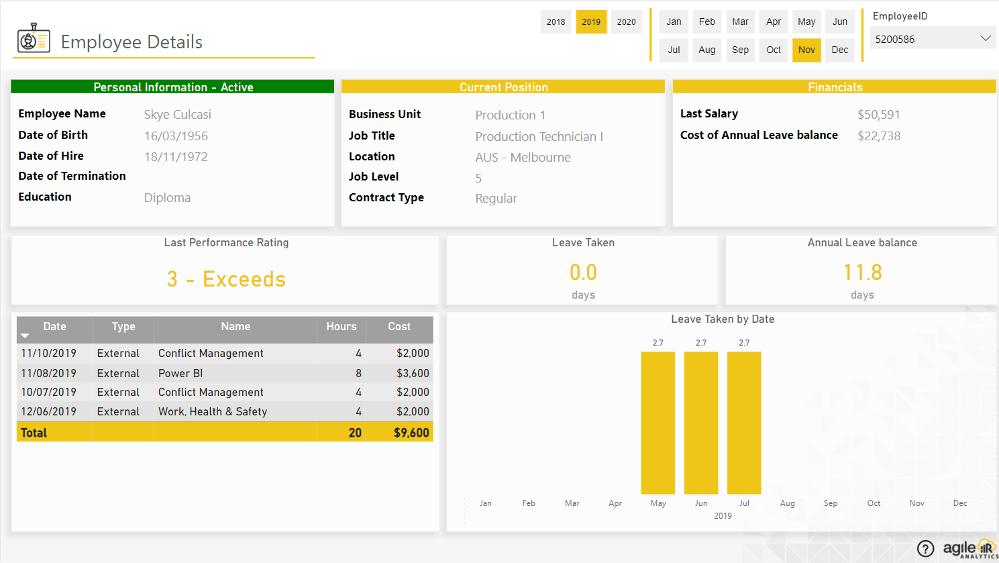 Employee Details
2018 2019 2020
Jan Feb Mar Apr May Jun
Jul Aug Sep Oct Nov Dec
EmployeeID
5200586
Personal Information - Active
Employee Name Skye Culcasi
Date of Birth 16/03/1956
Date of Hire 18/11/1972
Date of Termination
Education Diploma
Current Position
Business Unit Production 1
Job Title Production Technician I
Location AUS - Melbourne
Job Level 5
Contract Type Regular
Financials
Last Salary $50,591
Cost of Annual Leave balance $22,738
Last Performance Rating
3 - Exceeds
Leave Taken
0.0
days
Annual Leave balance
11.8
days
Date Type Name Hours Cost
11/10/2019 External Conflict Management 4 $2,000
11/08/2019 External Power BI 8 $3,600
10/07/2019 External Conflict Management 4 $2,000
12/06/2019 External Work, Health & Safety 4 $2,000
Total 20 $9,600
Leave Taken by Date
2.7 2.7 2.7
Jan Feb Mar Apr May Jun Jul Aug Sep Oct Nov Dec
2019
?
agile HR
ANALYTICS